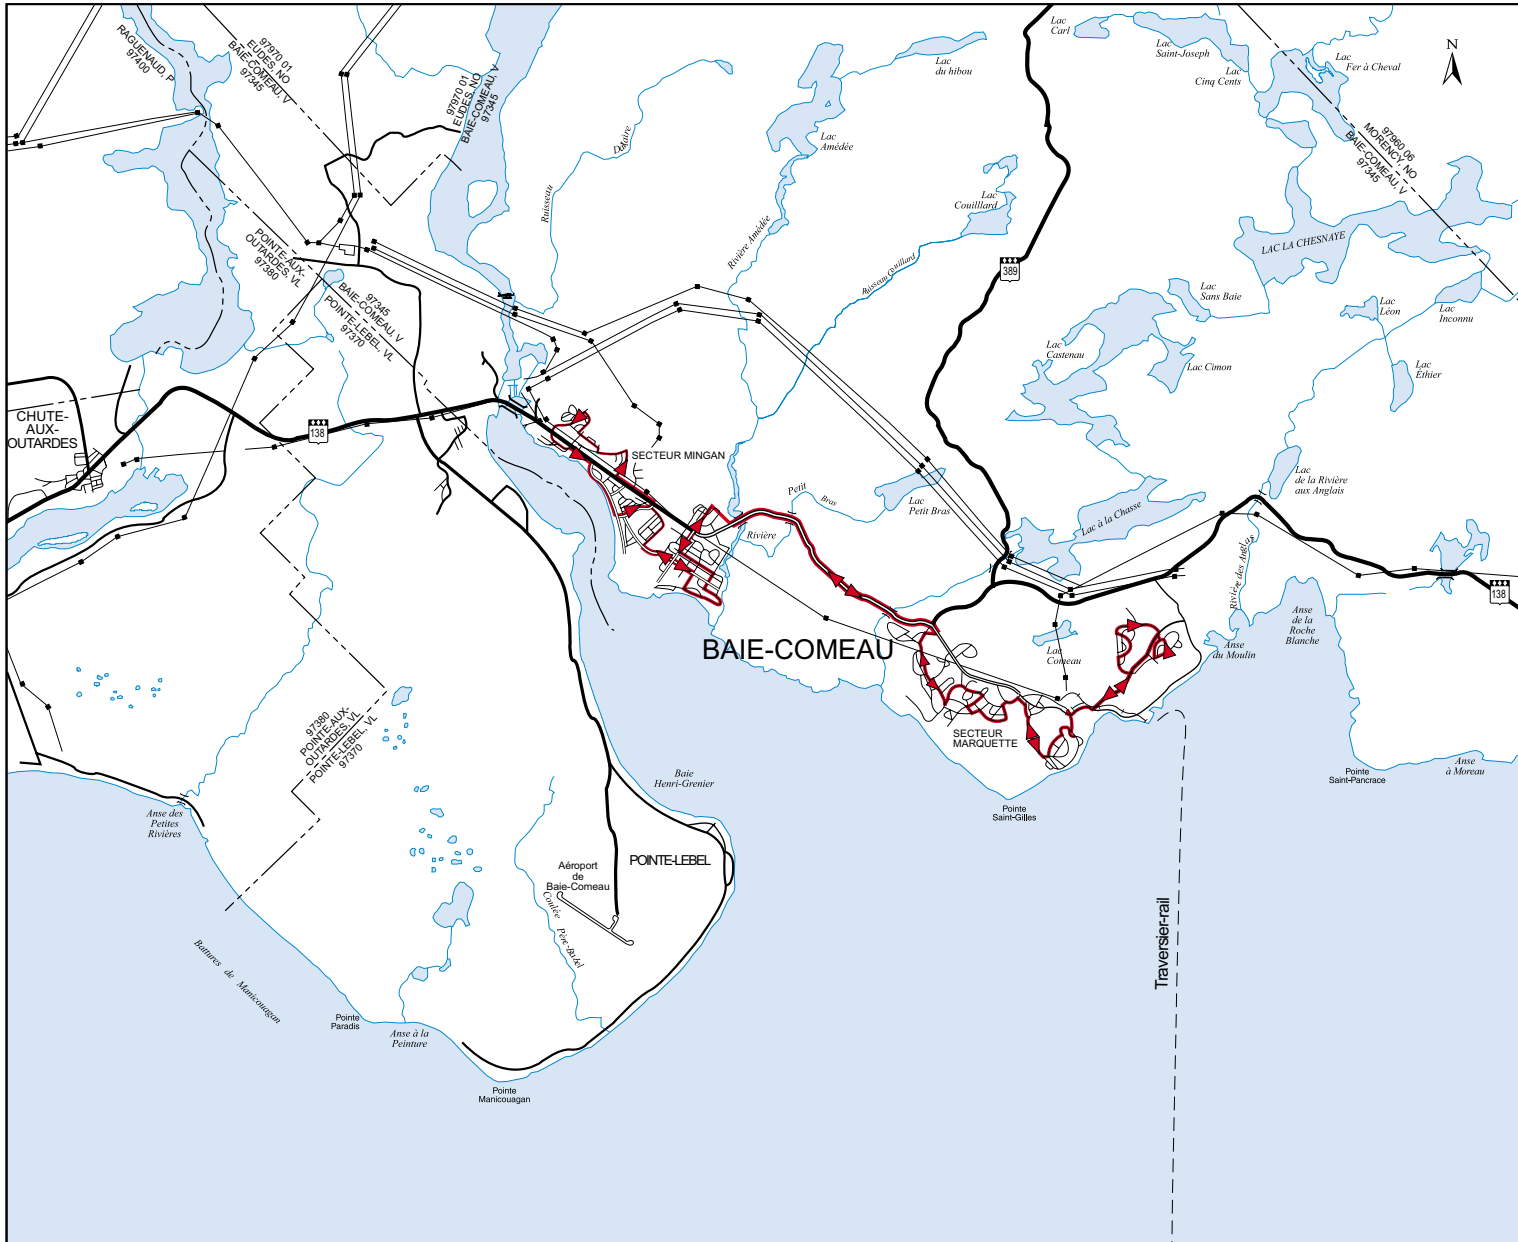 RAGUENAUD, P
97400
97970 01
EUDES, NO
BAIE-COMEAU, V
97345
97970 01
EUDES, NO
BAIE-COMEAU, V
97345
Lac
du hibou
Lac
Carl
Lac
Saint-Joseph
Lac
Cinq Cents
Lac
Fer à Cheval
N
97960 06
MORENCY, NO
BAIE-COMEAU, V
97345
Ruisseau
Lac
Amédée
Rivière Amédée
Lac
Couilllard
Ruisseau Couillard
LAC LA CHESNAYE
POINTE-AUX-
OUTARDES, VL
97380
97345
BAIE-COMEAU, V
POINTE-LEBEL, VL
97370
389
Lac
Sans Baie
Lac
Léon
Lac
Inconnu
Lac
Castenau
Lac Cimon
Lac
Éthier
CHUTE-
AUX-
OUTARDES
138
SECTEUR MINGAN
Petit
Bras
Rivière
Lac
Petit Bras
Lac à la Chasse
Lac
de la Rivière
aux Anglais
Rivière des Anglais
138
BAIE-COMEAU
Lac
Comeau
Anse
du Moulin
Anse
de la
Roche
Blanche
97380
POINTE-AUX-
OUTARDES, VL
POINTE-LEBEL, VL
97370
SECTEUR
MARQUETTE
Baie
Henri-Grenier
Pointe
Saint-Gilles
Pointe
Saint-Pancrace
Anse
à Moreau
Anse des
Petites
Rivières
Aéroport
de
Baie-Comeau
POINTE-LEBEL
Coulée
Père-Babel
Battures de Manicouagan
Traversier-rail
Pointe
Paradis
Anse à la
Peinture
Pointe
Manicouagan